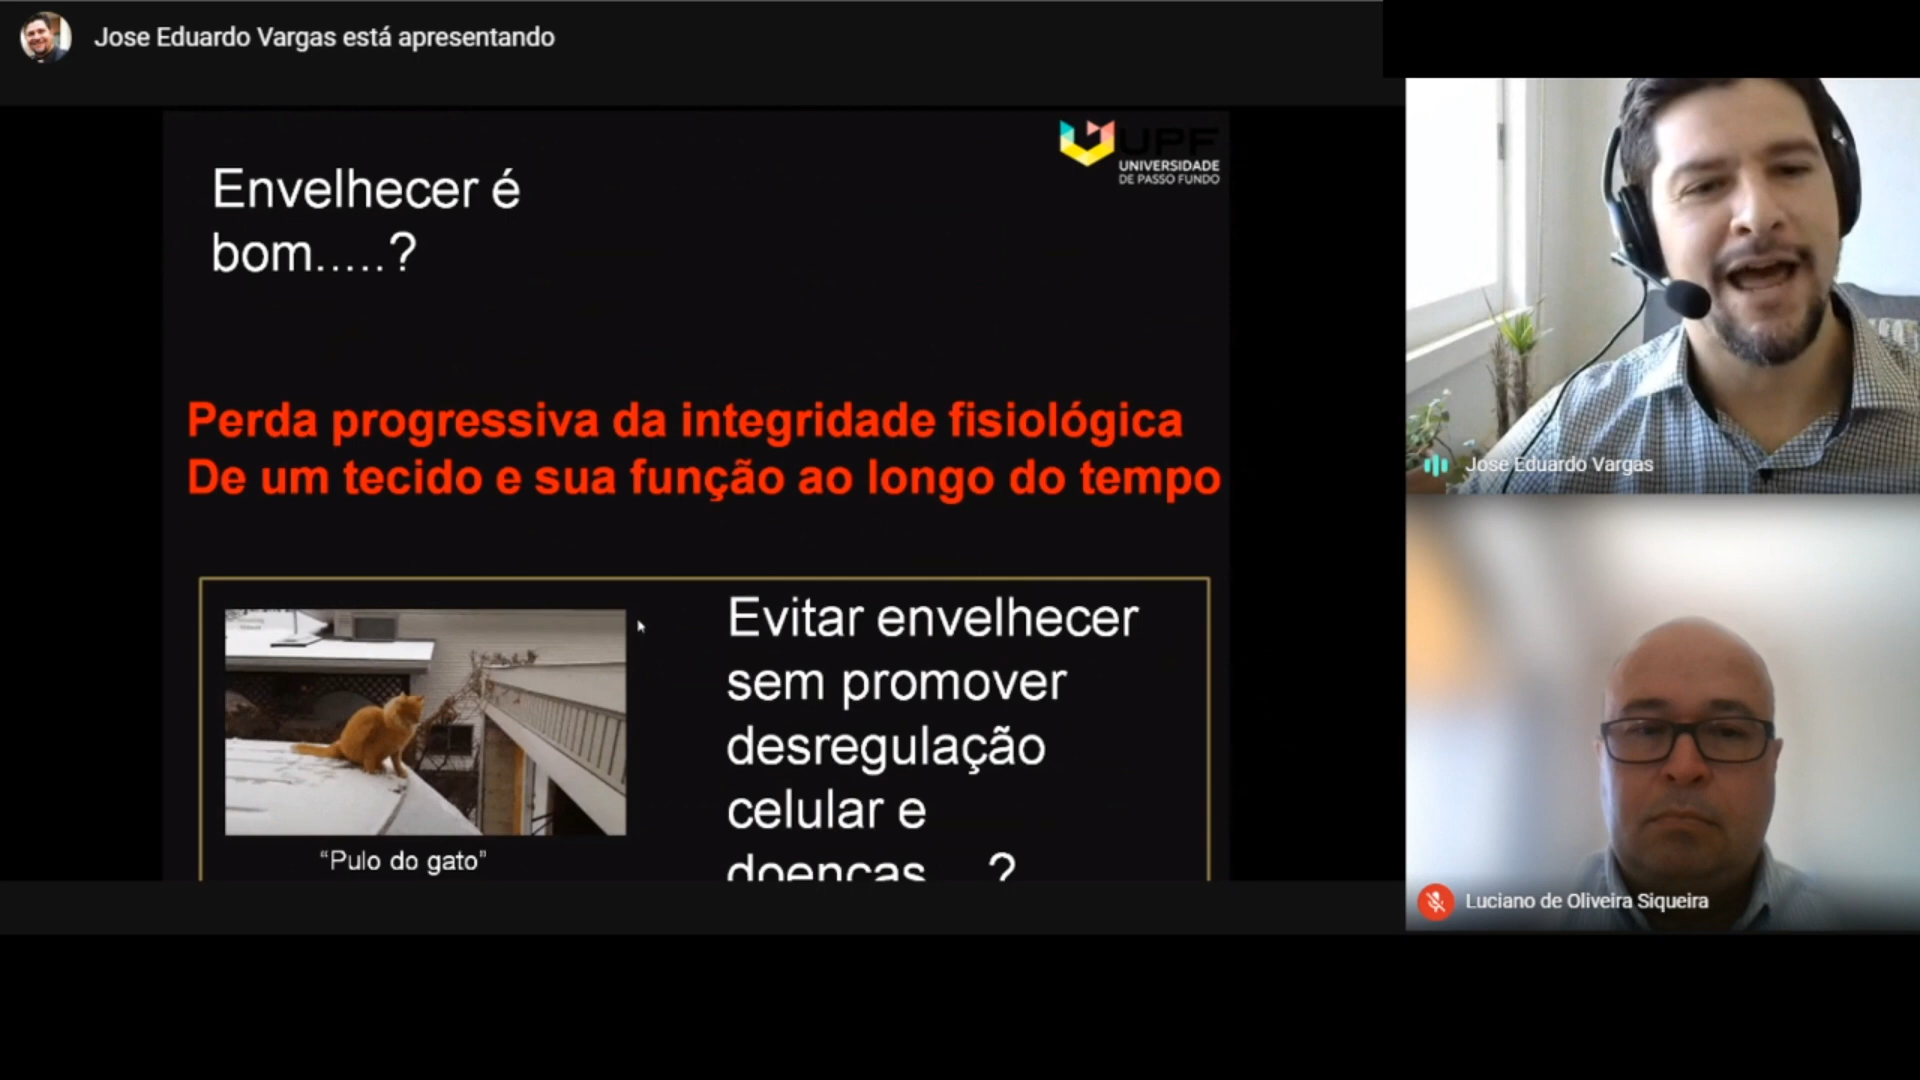 Jose Eduardo Vargas está apresentando
UPF
UNIVERSIDADE
DE PASSO FUNDO
Envelhecer é
bom.....?
Perda progressiva da integridade fisiológica
De um tecido e sua função ao longo do tempo
Evitar envelhecer
sem promover
desregulação
celular e
doenças ...?
"Pulo do gato"
Jose Eduardo Vargas
Luciano de Oliveira Siqueira